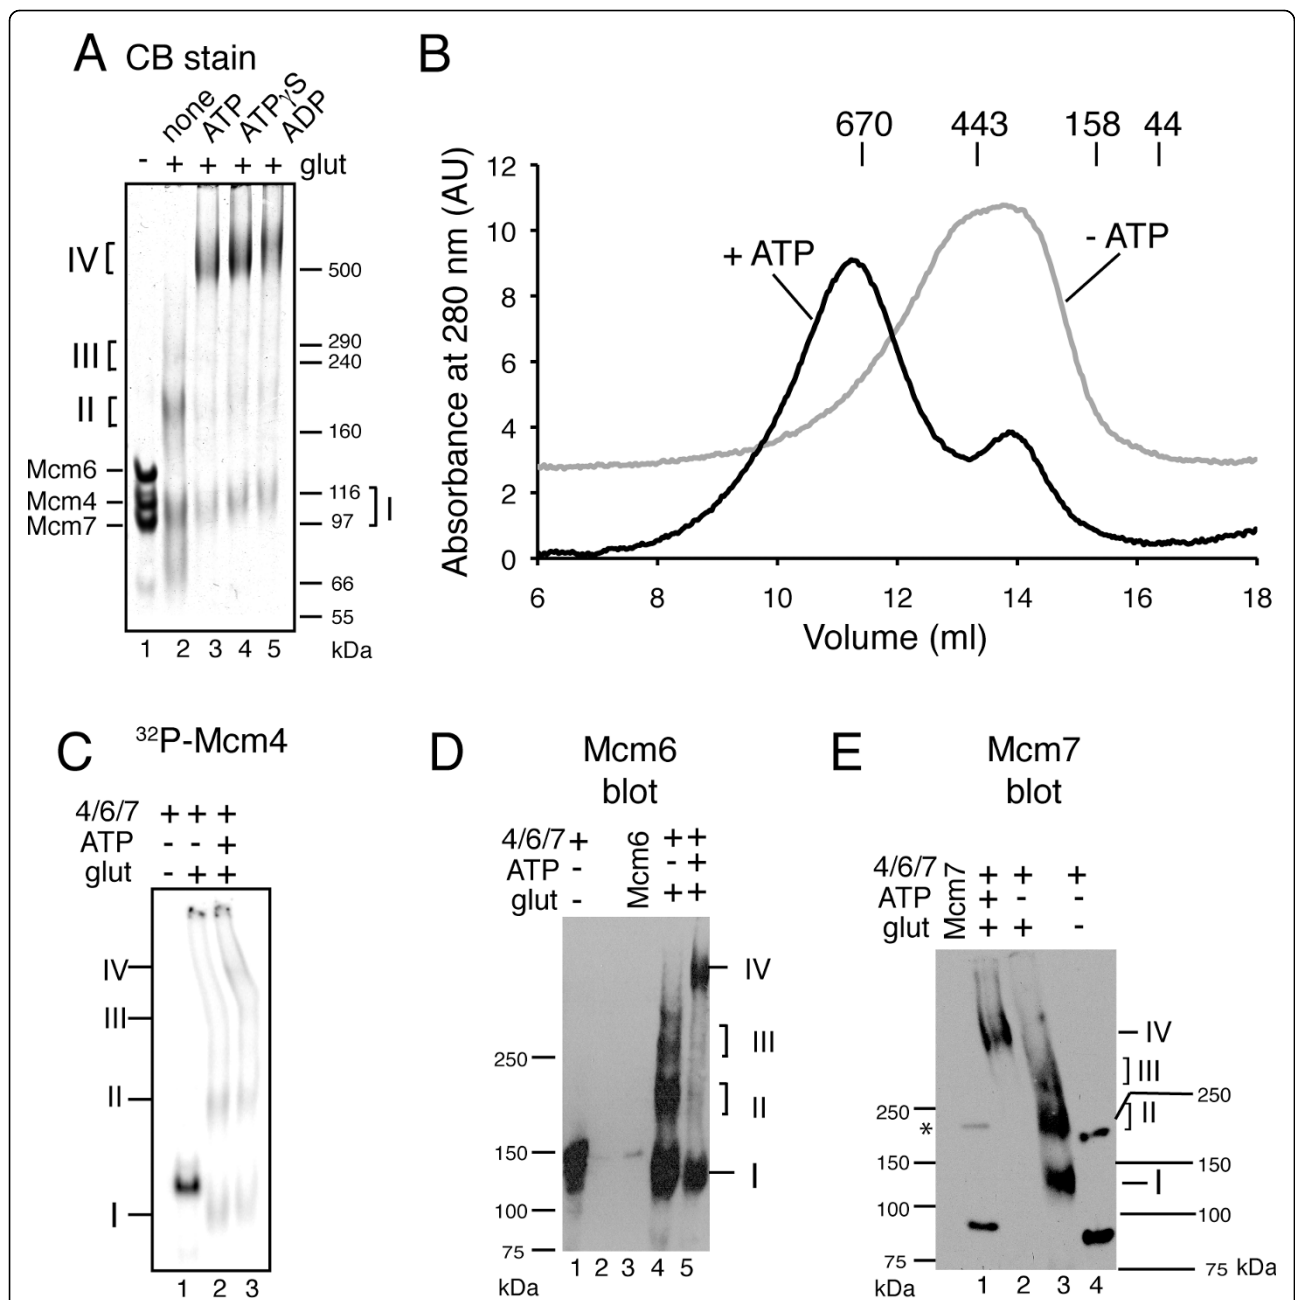 A CB stain
none ATP ATPγS ADP
- + + + + glut
IV
III
II
Mcm6
Mcm4
Mcm7
500
290
240
160
116
97
I
66
55
1 2 3 4 5 kDa
B
670 443 158 44
Absorbance at 280 nm (AU)
12
10
8
6
4
2
0
+ ATP
- ATP
6 8 10 12 14 16 18
Volume (ml)
C ³²P-Mcm4
4/6/7 + + +
ATP - - +
glut - + +
IV
III
II
I
1 2 3
D Mcm6
blot
4/6/7 + Mcm6 + +
ATP - - +
glut - + +
IV
III
250
II
150
I
100
75
kDa
1 2 3 4 5
E Mcm7
blot
4/6/7 Mcm7 + + +
ATP + - -
glut + + -
IV
III
250
250
II
*
150
150
I
100
100
75
75 kDa
kDa
1 2 3 4